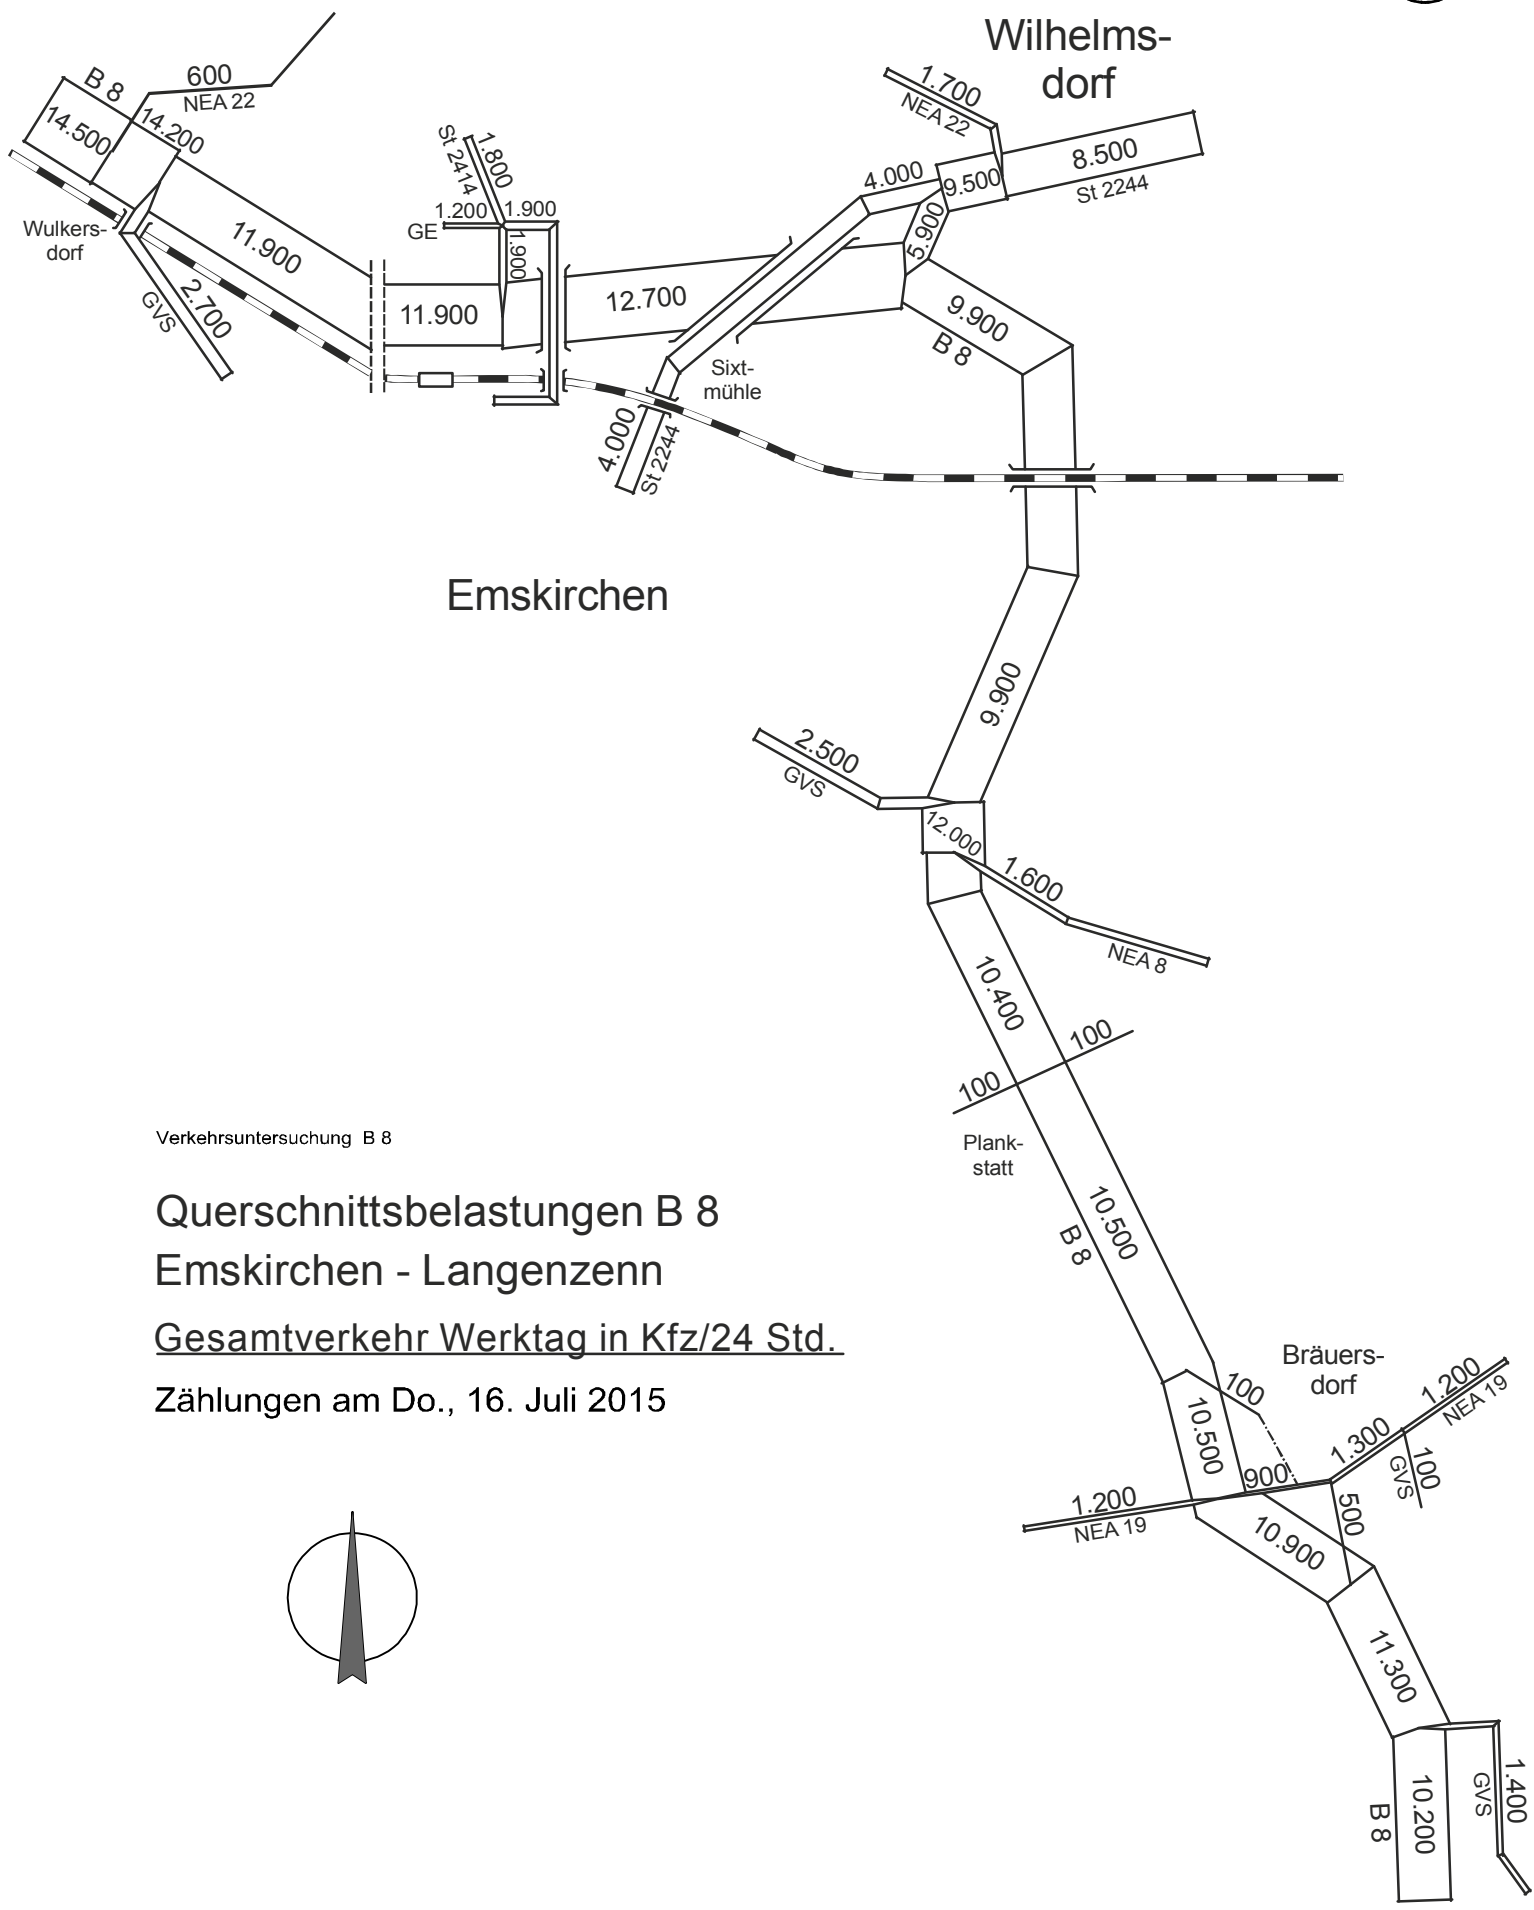 Wilhelms-
dorf
B 8
600
NEA 22
14.500
14.200
Wulkers-
dorf
11.900
2.700
GVS
St 2414
1.800
1.200
1.900
GE
1.900
11.900
12.700
1.700
NEA 22
4.000
9.500
8.500
St 2244
5.900
9.900
B 8
Sixt-
mühle
4.000
St 2244
Emskirchen
9.900
2.500
GVS
12.000
1.600
NEA 8
10.400
100
100
Plank-
statt
10.500
B 8
Verkehrsuntersuchung B 8
Querschnittsbelastungen B 8
Emskirchen - Langenzenn
Gesamtverkehr Werktag in Kfz/24 Std.
Zählungen am Do., 16. Juli 2015
Bräuers-
dorf
100
10.500
900
1.300
1.200
NEA 19
100
GVS
1.200
NEA 19
500
10.900
11.300
10.200
B 8
1.400
GVS